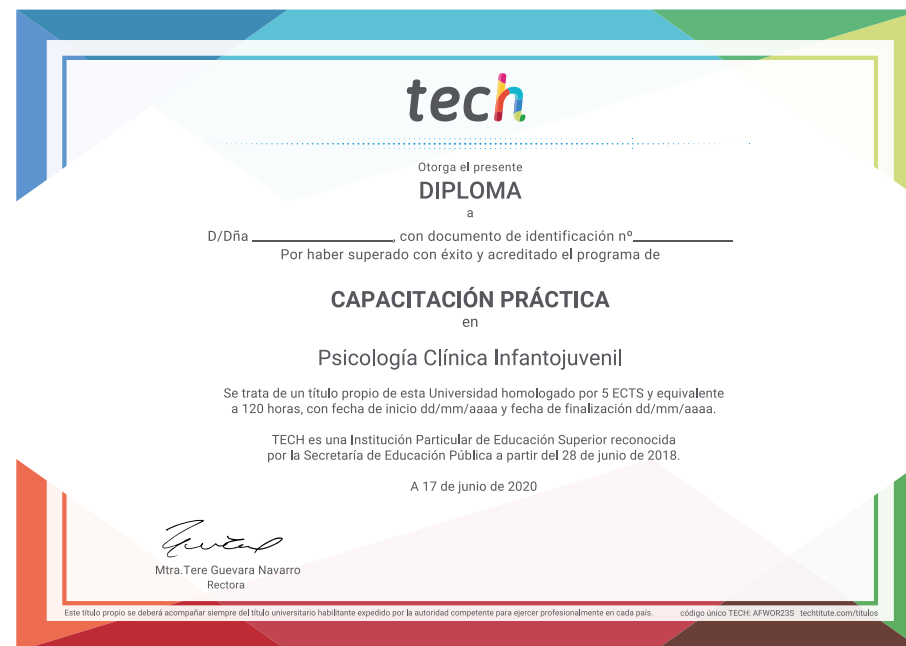 tech
Otorga el presente
DIPLOMA
a
D/Dña ____________, con documento de identificación nº____________
Por haber superado con éxito y acreditado el programa de
CAPACITACIÓN PRÁCTICA
en
Psicología Clínica Infantojuvenil
Se trata de un título propio de esta Universidad homologado por 5 ECTS y equivalente
a 120 horas, con fecha de inicio dd/mm/aaaa y fecha de finalización dd/mm/aaaa.
TECH es una Institución Particular de Educación Superior reconocida
por la Secretaría de Educación Pública a partir del 28 de junio de 2018.
A 17 de junio de 2020
Mtra.Tere Guevara Navarro
Rectora
Este título propio se deberá acompañar siempre del título universitario habilitante expedido por la autoridad competente para ejercer profesionalmente en cada país. código único TECH: AFWOR23S techtitute.com/titulos